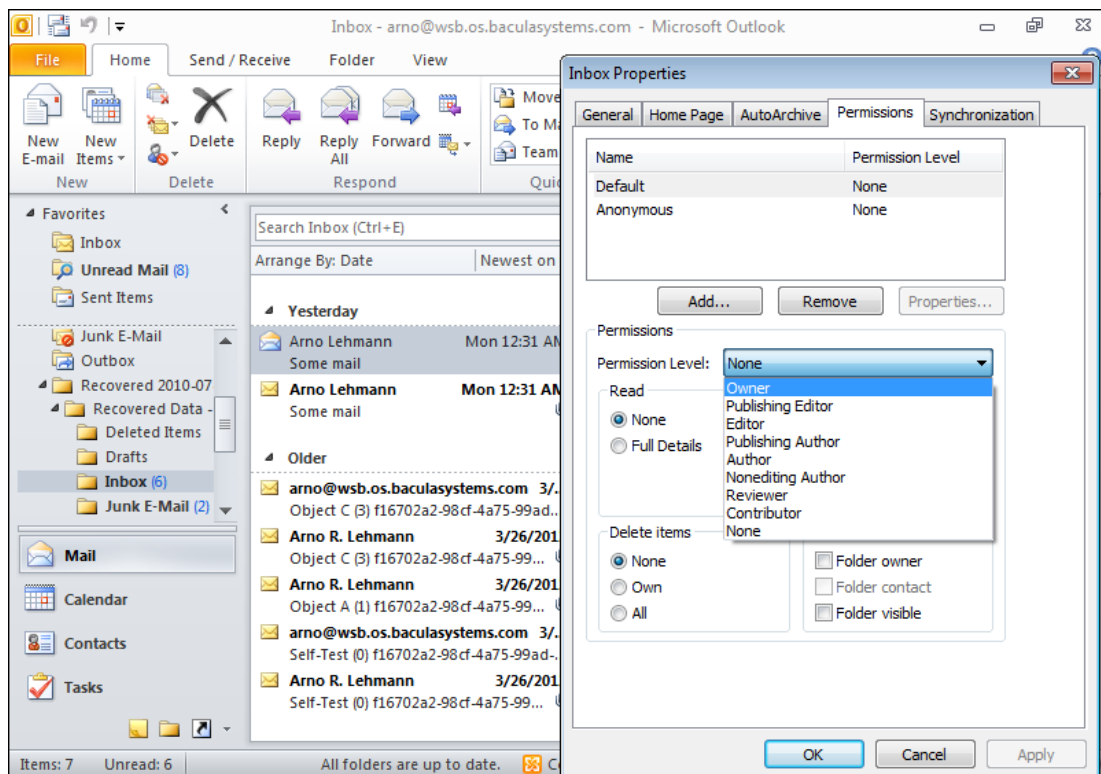 Inbox - arno@wsb.os.baculasystems.com - Microsoft Outlook
File Home Send / Receive Folder View
New E-mail
New Items
Delete
Reply
Reply All
Forward
Move
To M
Team
New Delete Respond Quic
Favorites
Inbox
Unread Mail (8)
Sent Items
Junk E-Mail
Outbox
Recovered 2010-07
Recovered Data -
Deleted Items
Drafts
Inbox (6)
Junk E-Mail (2)
Mail
Calendar
Contacts
Tasks
Search Inbox (Ctrl+E)
Arrange By: Date Newest on
Yesterday
Arno Lehmann Mon 12:31 AM
Some mail
Arno Lehmann Mon 12:31 AM
Some mail
Older
arno@wsb.os.baculasystems.com 3/..
Object C (3) f16702a2-98cf-4a75-99ad..
Arno R. Lehmann 3/26/201
Object C (3) f16702a2-98cf-4a75-99...
Arno R. Lehmann 3/26/201
Object A (1) f16702a2-98cf-4a75-99...
arno@wsb.os.baculasystems.com 3/..
Self-Test (0) f16702a2-98cf-4a75-99ad-..
Arno R. Lehmann 3/26/201
Self-Test (0) f16702a2-98cf-4a75-99...
Items: 7 Unread: 6 All folders are up to date. C
Inbox Properties
General Home Page AutoArchive Permissions Synchronization
Name Permission Level
Default None
Anonymous None
Add... Remove Properties...
Permissions
Permission Level: None
Owner
Publishing Editor
Editor
Publishing Author
Author
Nonediting Author
Reviewer
Contributor
None
Read
None
Full Details
Delete items
None
Own
All
Folder owner
Folder contact
Folder visible
OK Cancel Apply